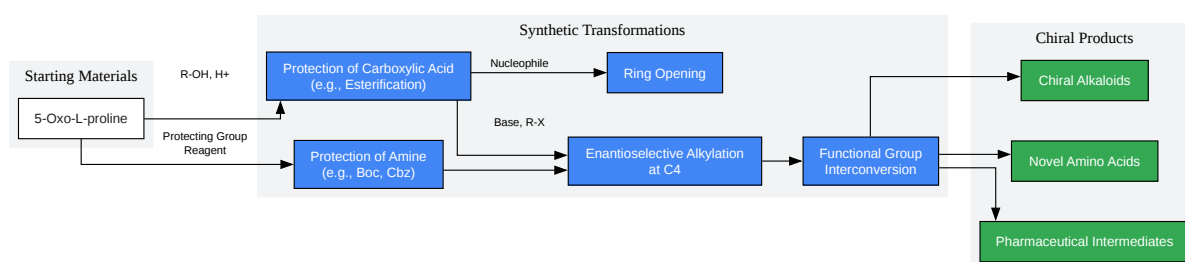 Synthetic Transformations
Chiral Products
Starting Materials
R-OH, H+
Protection of Carboxylic Acid
(e.g., Esterification)
Nucleophile
Ring Opening
Chiral Alkaloids
5-Oxo-L-proline
Protecting Group
Reagent
Base, R-X
Protection of Amine
(e.g., Boc, Cbz)
Enantioselective Alkylation
at C4
Functional Group
Interconversion
Novel Amino Acids
Pharmaceutical Intermediates